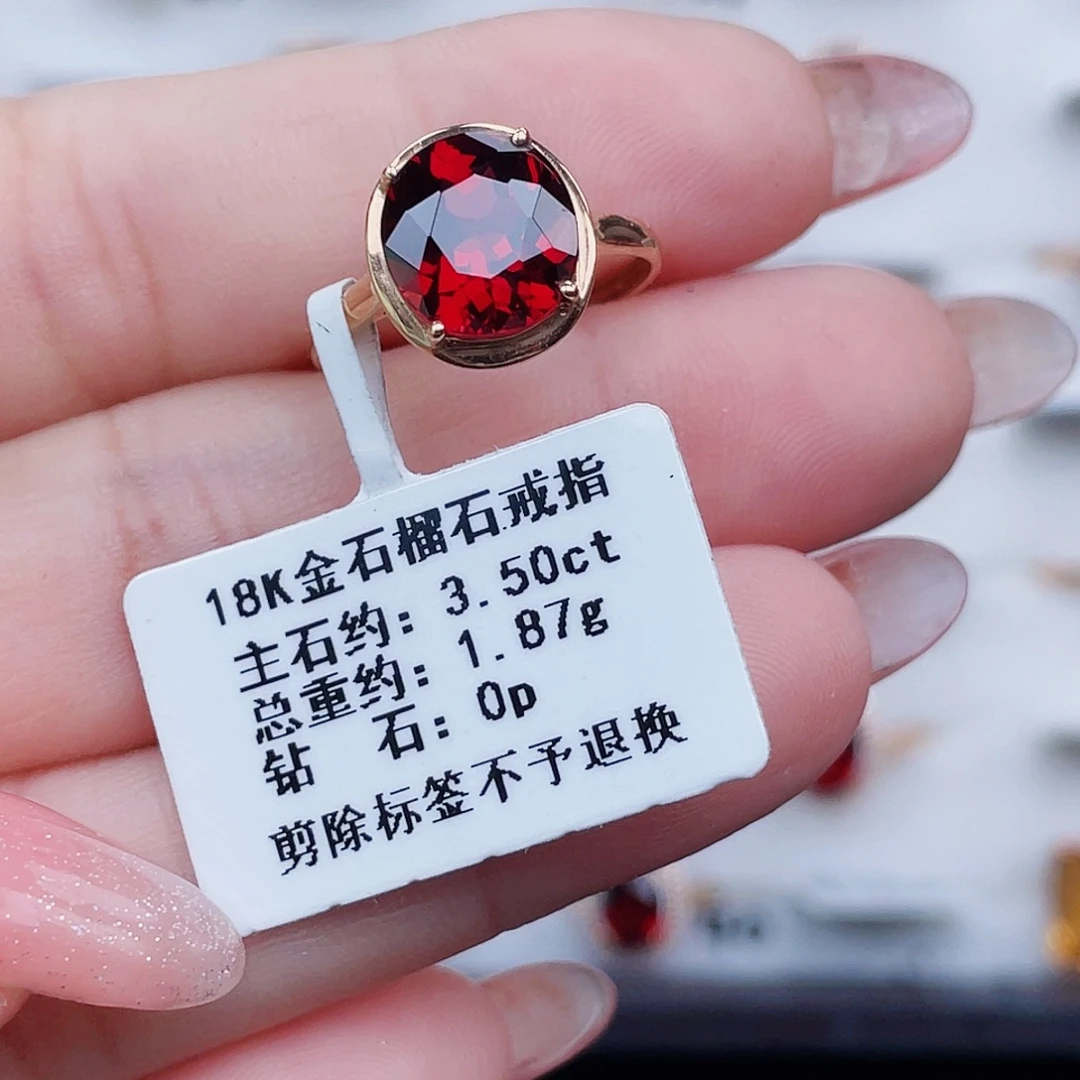 18K金石榴石戒指
主石约: 3.50ct
总重约: 1.87g
钻 石: 0p
剪除标签不予退换